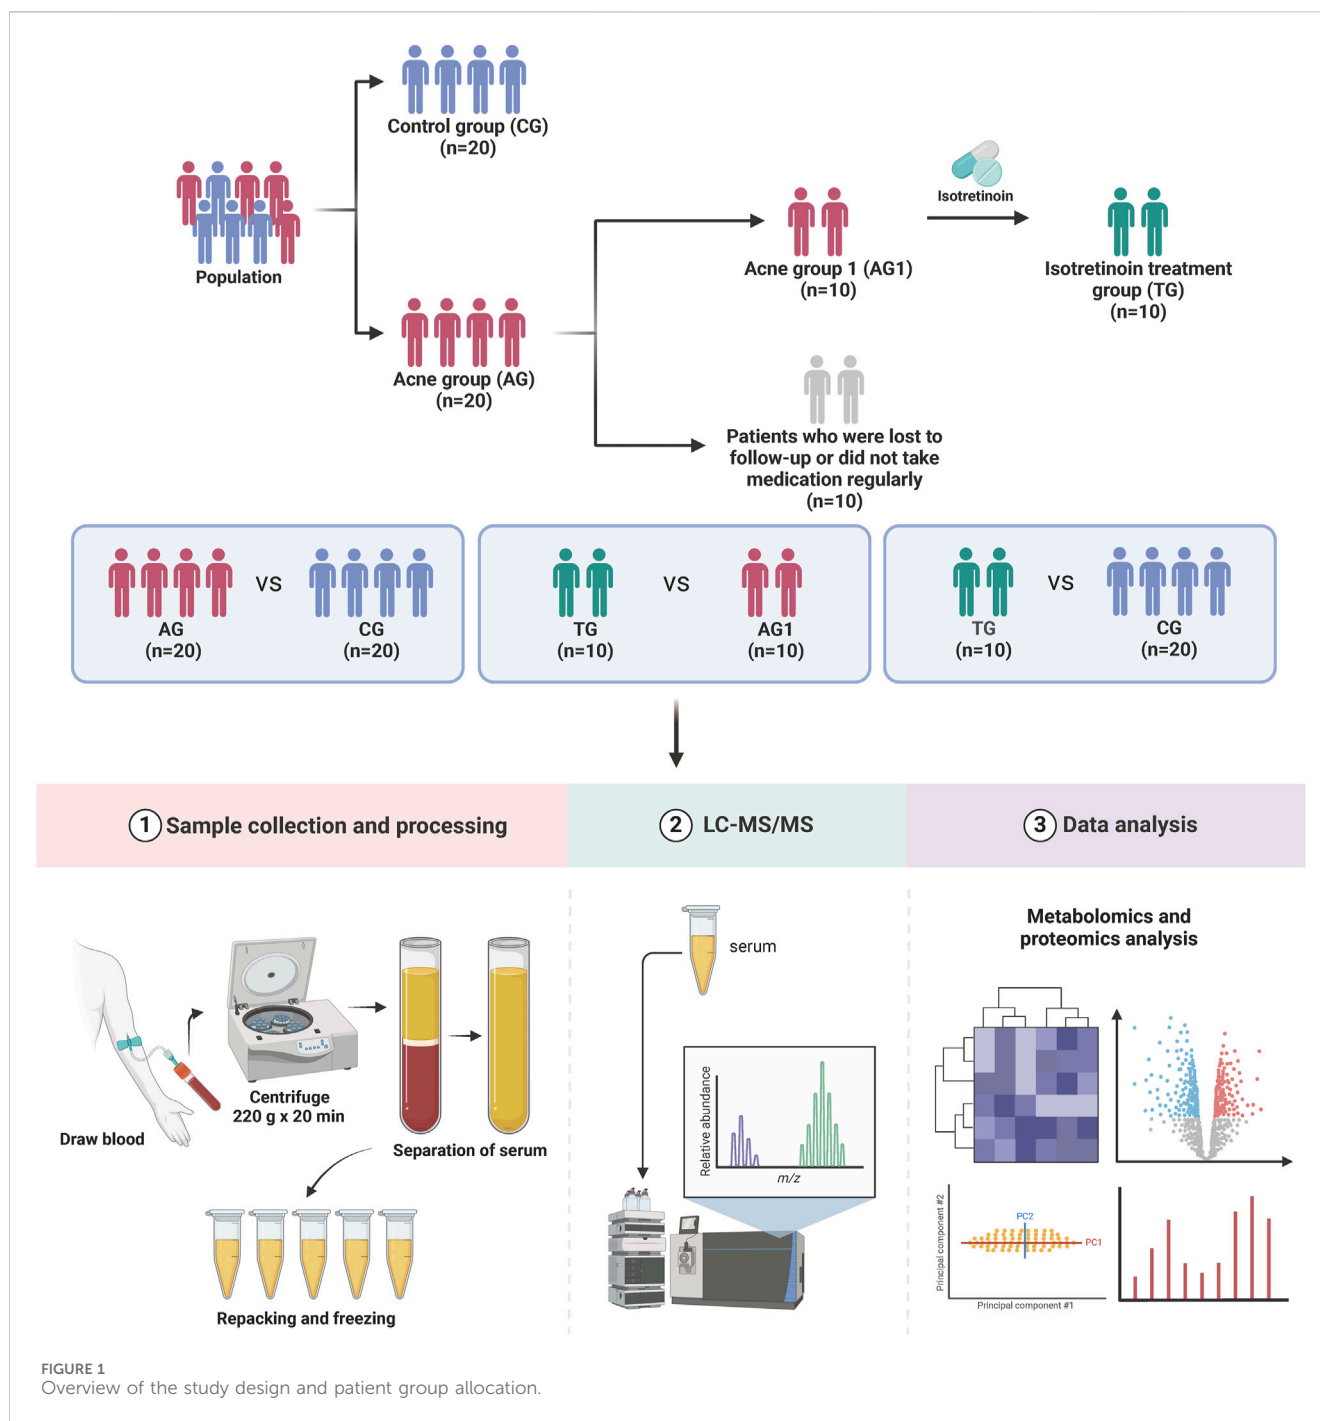 Control group (CG)
(n=20)
Population
Acne group (AG)
(n=20)
Isotretinoin
Acne group 1 (AG1)
(n=10)
Isotretinoin treatment
group (TG)
(n=10)
Patients who were lost to
follow-up or did not take
medication regularly
(n=10)
VS
AG
(n=20)
CG
(n=20)
VS
TG
(n=10)
AG1
(n=10)
VS
TG
(n=10)
CG
(n=20)
1 Sample collection and processing
2 LC-MS/MS
3 Data analysis
Draw blood
Centrifuge
220 g x 20 min
Separation of serum
Repacking and freezing
serum
Relative abundance
m/z
Metabolomics and
proteomics analysis
Principal component #2
PC2
PC1
Principal component #1
FIGURE 1
Overview of the study design and patient group allocation.